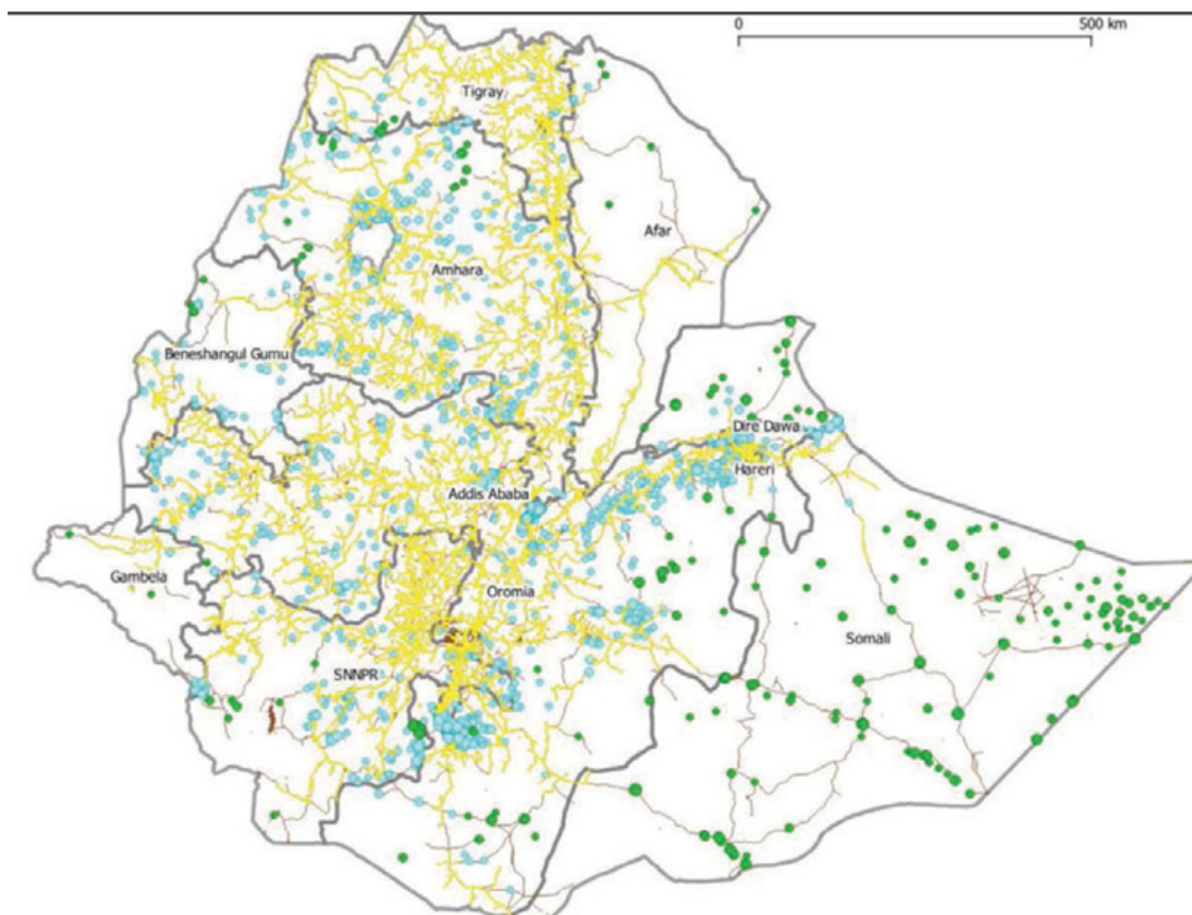 0 500 km
Tigray
Afar
Amhara
Beneshangul Gumu
Dire Dawa
Hareri
Addis Ababa
Gambela
Oromia
Somali
SNNPR